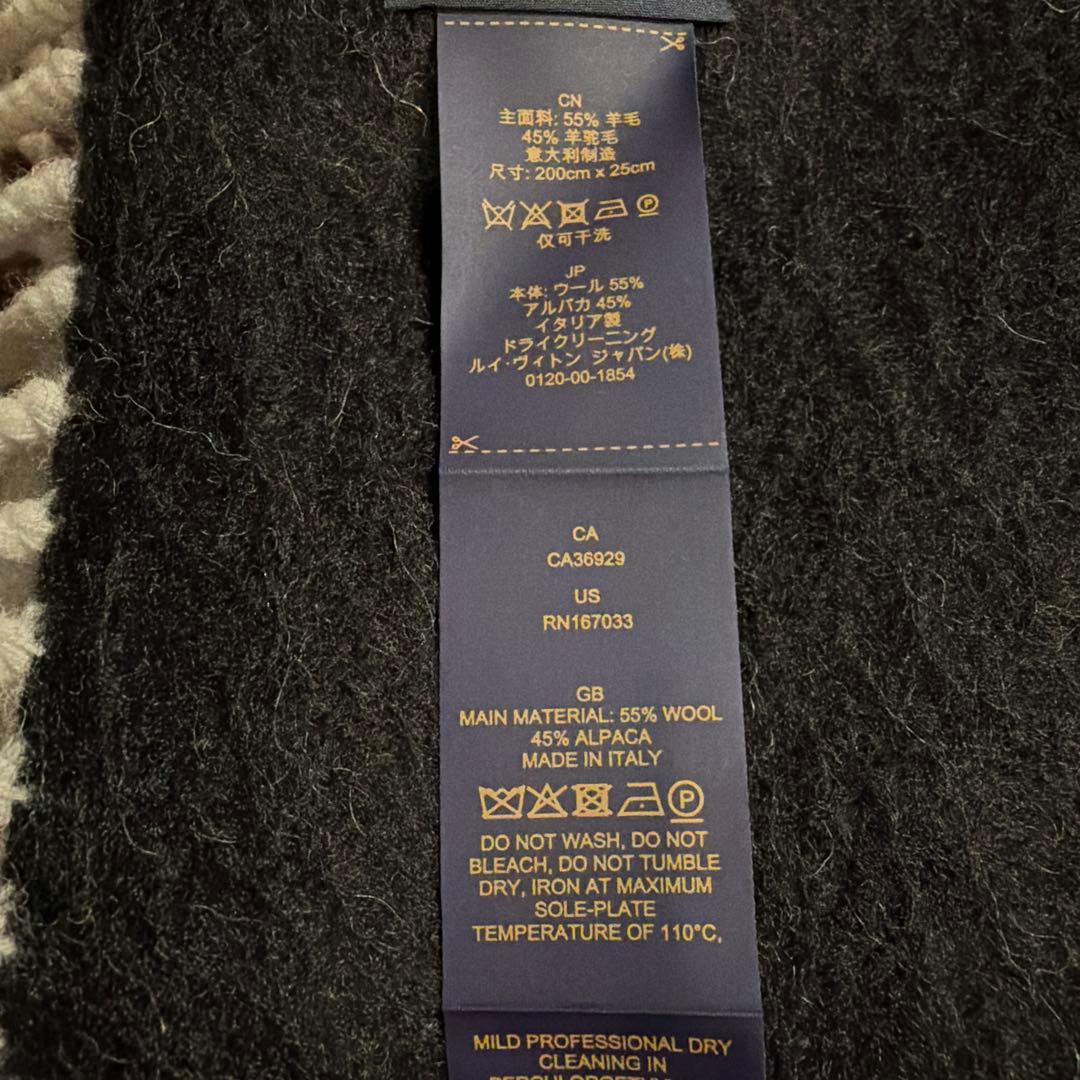 CN
主面料: 55% 羊毛
45% 羊驼毛
意大利制造
尺寸: 200cm x 25cm
P
仅可干洗
JP
本体: ウール 55%
アルパカ 45%
イタリア製
ドライクリーニング
ルイ・ヴィトン ジャパン(株)
0120-00-1854
CA
CA36929
US
RN167033
GB
MAIN MATERIAL: 55% WOOL
45% ALPACA
MADE IN ITALY
P
DO NOT WASH, DO NOT
BLEACH, DO NOT TUMBLE
DRY, IRON AT MAXIMUM
SOLE-PLATE
TEMPERATURE OF 110°C,
MILD PROFESSIONAL DRY
CLEANING IN